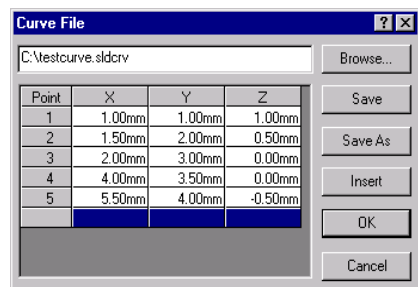 Curve File
C:\testcurve.sldcrv
Browse...
Point X Y Z
1 1.00mm 1.00mm 1.00mm
2 1.50mm 2.00mm 0.50mm
3 2.00mm 3.00mm 0.00mm
4 4.00mm 3.50mm 0.00mm
5 5.50mm 4.00mm -0.50mm
Save
Save As
Insert
OK
Cancel